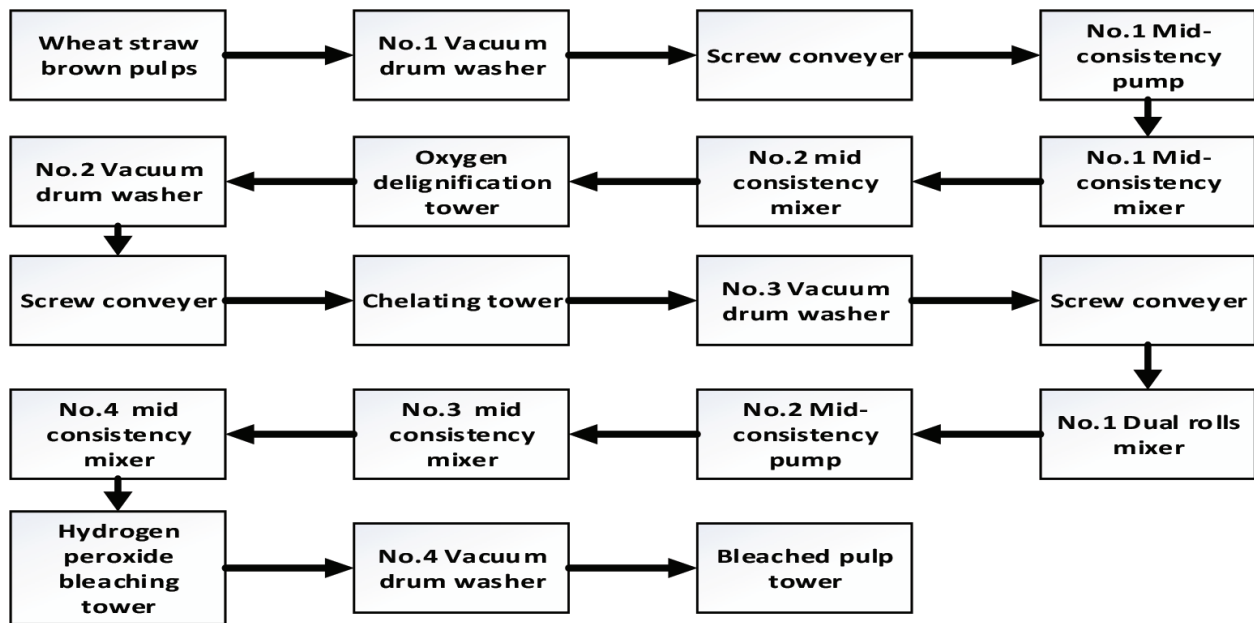 Wheat straw
brown pulps
No.1 Vacuum
drum washer
Screw conveyer
No.1 Mid-
consistency
pump
No.1 Mid-
consistency
mixer
No.2 mid
consistency
mixer
Oxygen
delignification
tower
No.2 Vacuum
drum washer
Screw conveyer
Chelating tower
No.3 Vacuum
drum washer
Screw conveyer
No.1 Dual rolls
mixer
No.2 Mid-
consistency
pump
No.3 mid
consistency
mixer
No.4 mid
consistency
mixer
Hydrogen
peroxide
bleaching
tower
No.4 Vacuum
drum washer
Bleached pulp
tower